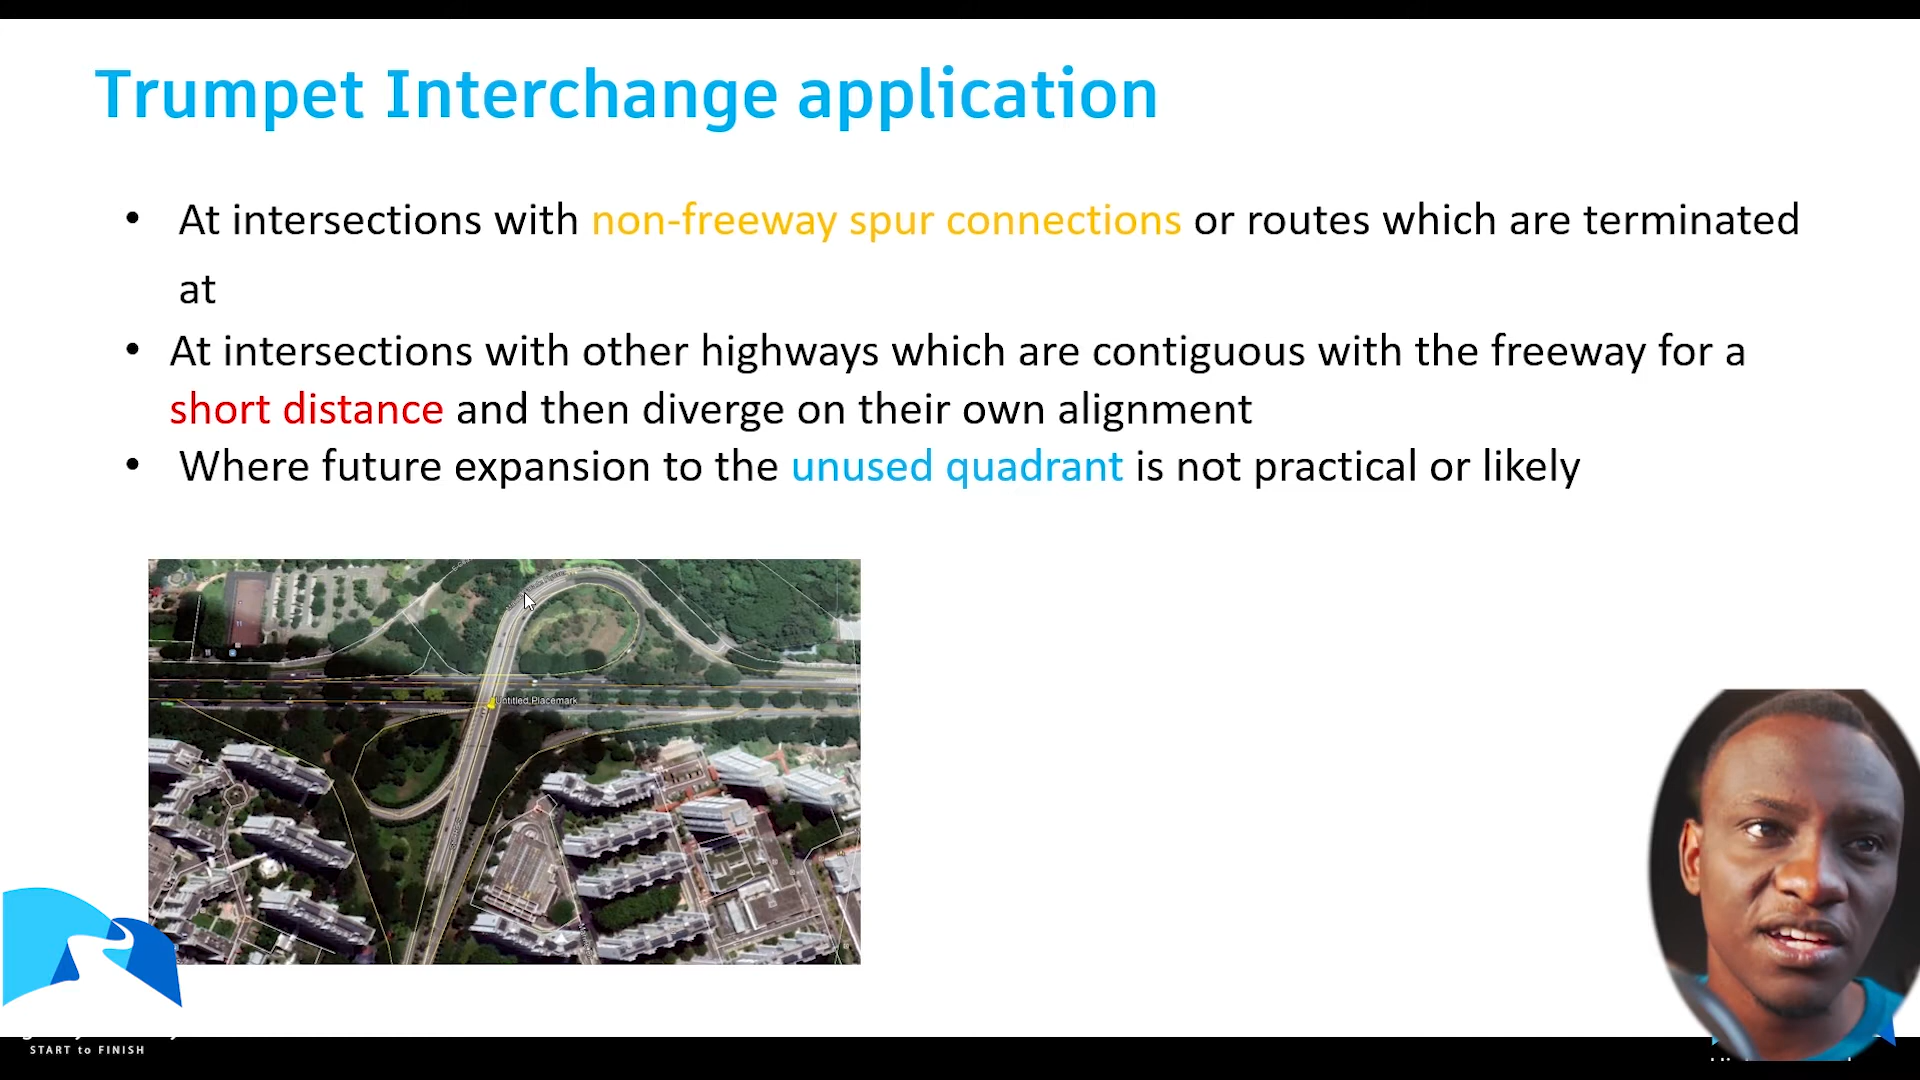 Trumpet Interchange application
• At intersections with non-freeway spur connections or routes which are terminated
at
• At intersections with other highways which are contiguous with the freeway for a
short distance and then diverge on their own alignment
• Where future expansion to the unused quadrant is not practical or likely
Untitled Placemark
START to FINISH